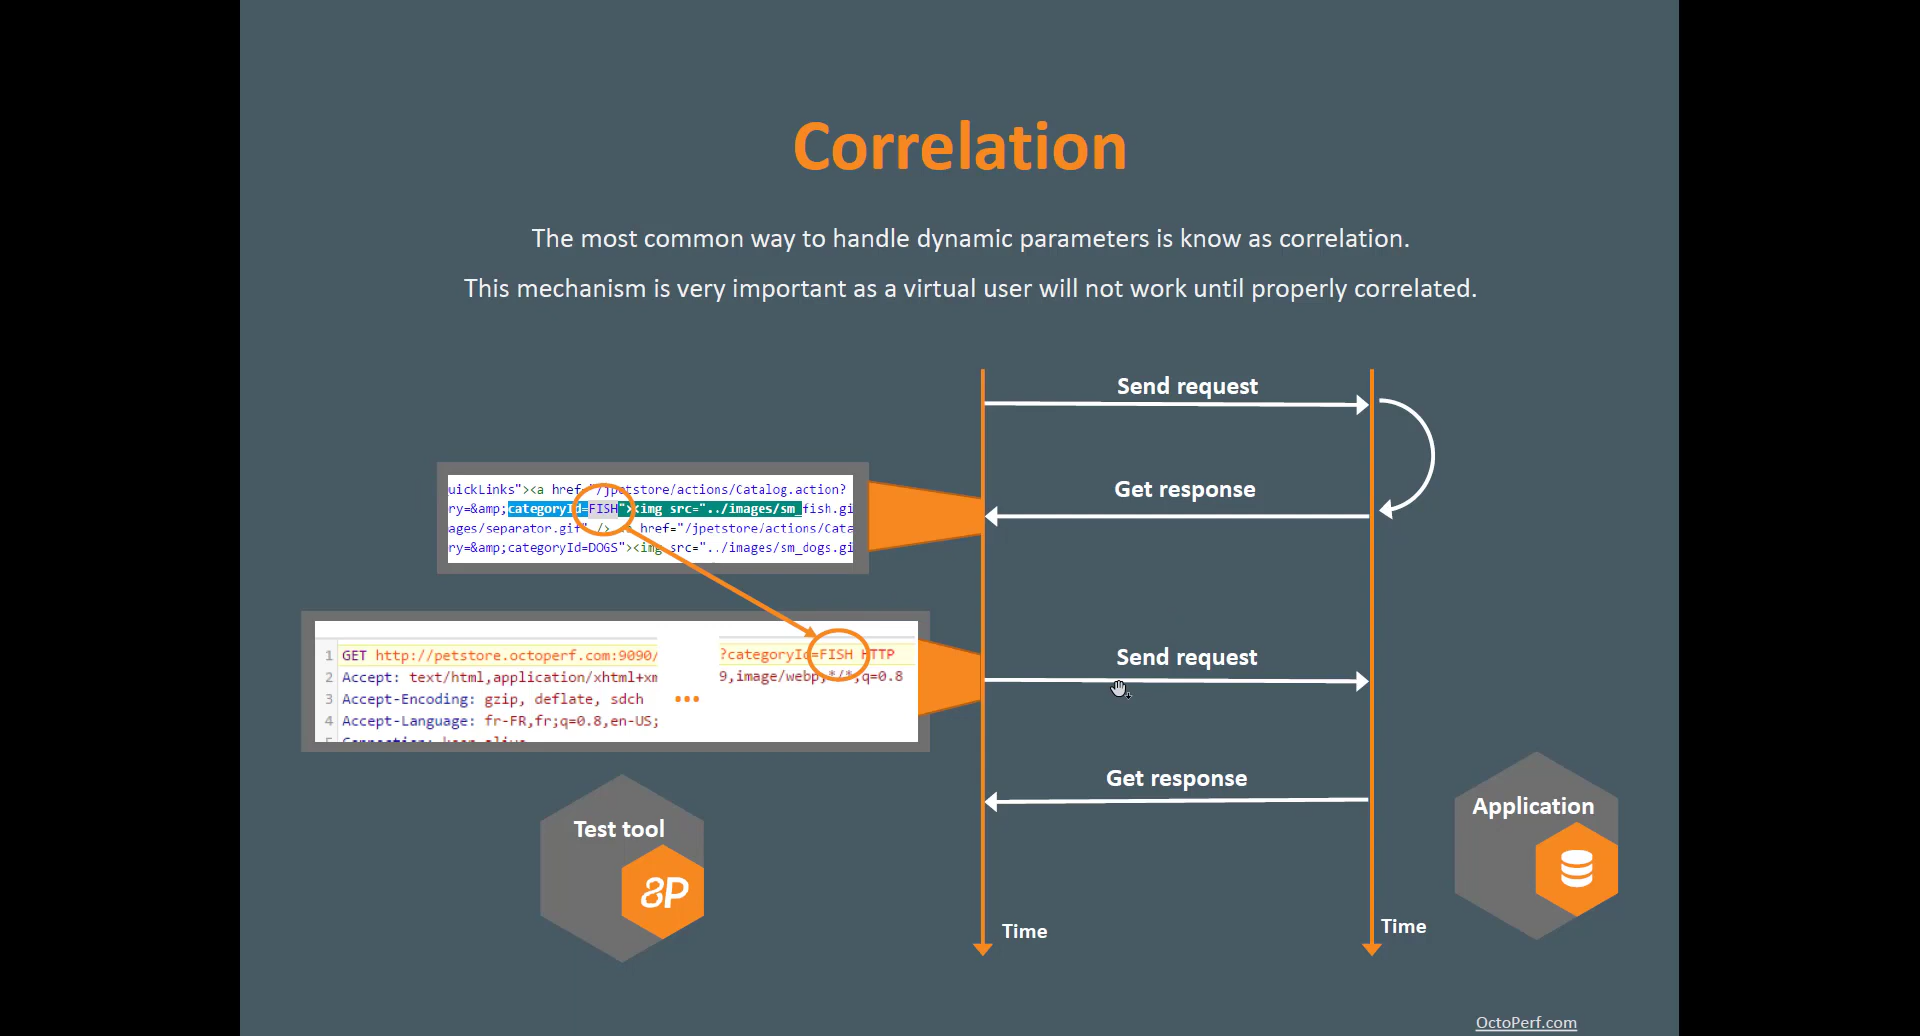 Correlation
The most common way to handle dynamic parameters is know as correlation.
This mechanism is very important as a virtual user will not work until properly correlated.
Send request
Get response
uickLinks"><a href="/jpetstore/actions/Catalog.action?
ry=&amp;categoryId=FISH"><img src="../images/sm_fish.gi
ages/separator.gif" /> <a href="/jpetstore/actions/Cata
ry=&amp;categoryId=DOGS"><img src="../images/sm_dogs.gi
Send request
1 GET http://petstore.octoperf.com:9090/ ?categoryId=FISH HTTP
2 Accept: text/html,application/xhtml+xm 9,image/webp,*/*;q=0.8
3 Accept-Encoding: gzip, deflate, sdch
4 Accept-Language: fr-FR,fr;q=0.8,en-US;
Get response
Test tool
8P
Application
Time
Time
OctoPerf.com